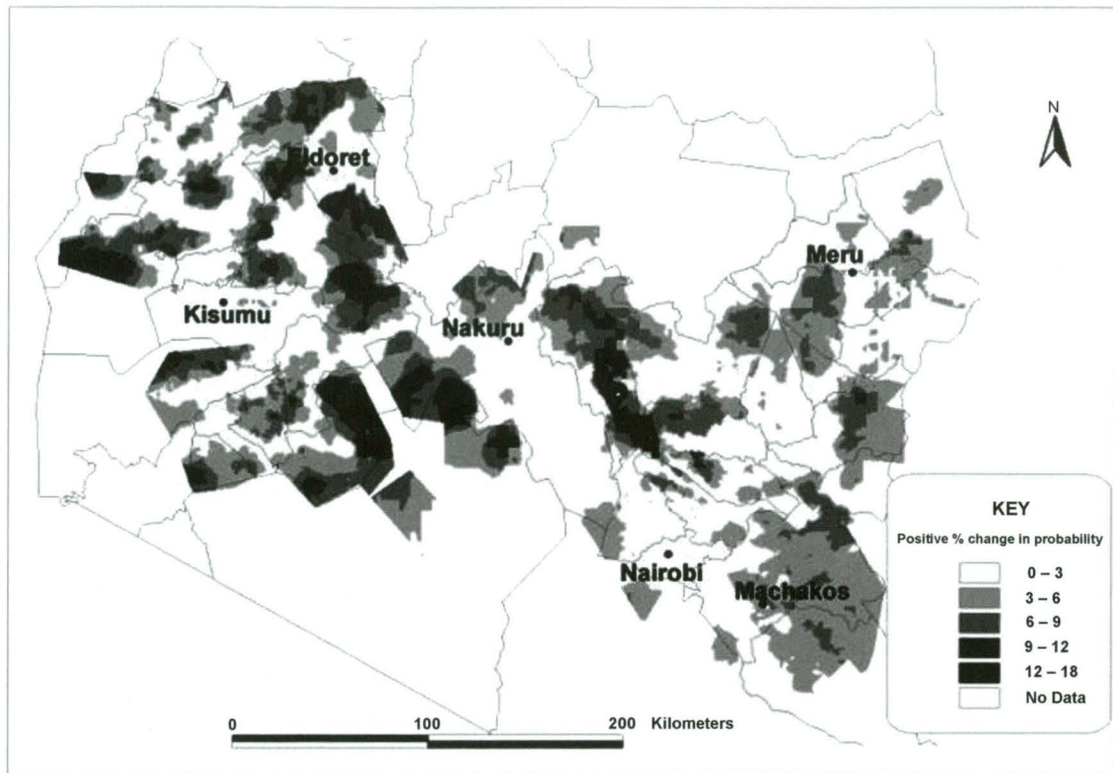 N
Eldoret
Meru
Kisumu
Nakuru
Nairobi
Machakos
KEY
Positive % change in probability
0 – 3
3 – 6
6 – 9
9 – 12
12 – 18
No Data
0 100 200 Kilometers